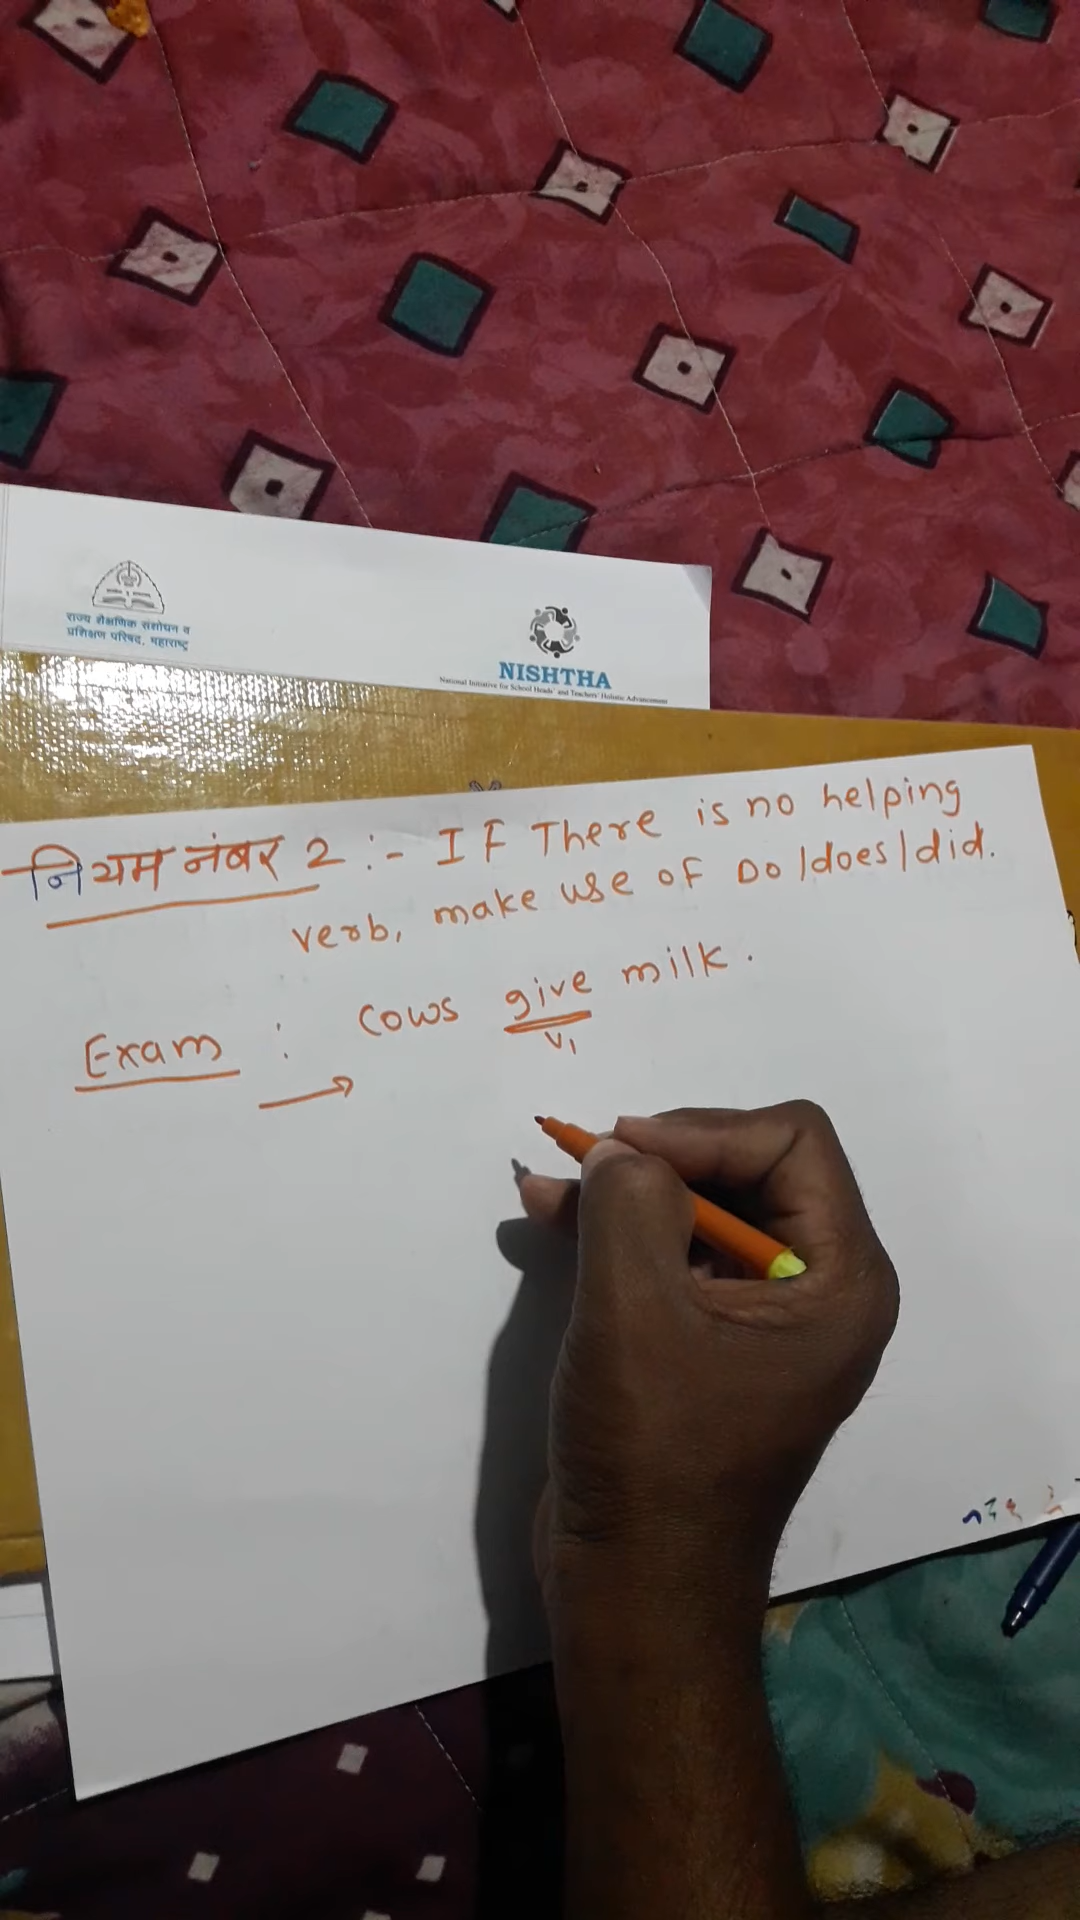 राज्य शैक्षणिक संशोधन व
प्रशिक्षण परिषद, महाराष्ट्र
NISHTHA
National Initiative for School Heads' and Teachers' Holistic Advancement
नियम नंबर 2 :- If There is no helping
verb, make use of Do/does/did.
Exam : Cows give milk.
V1